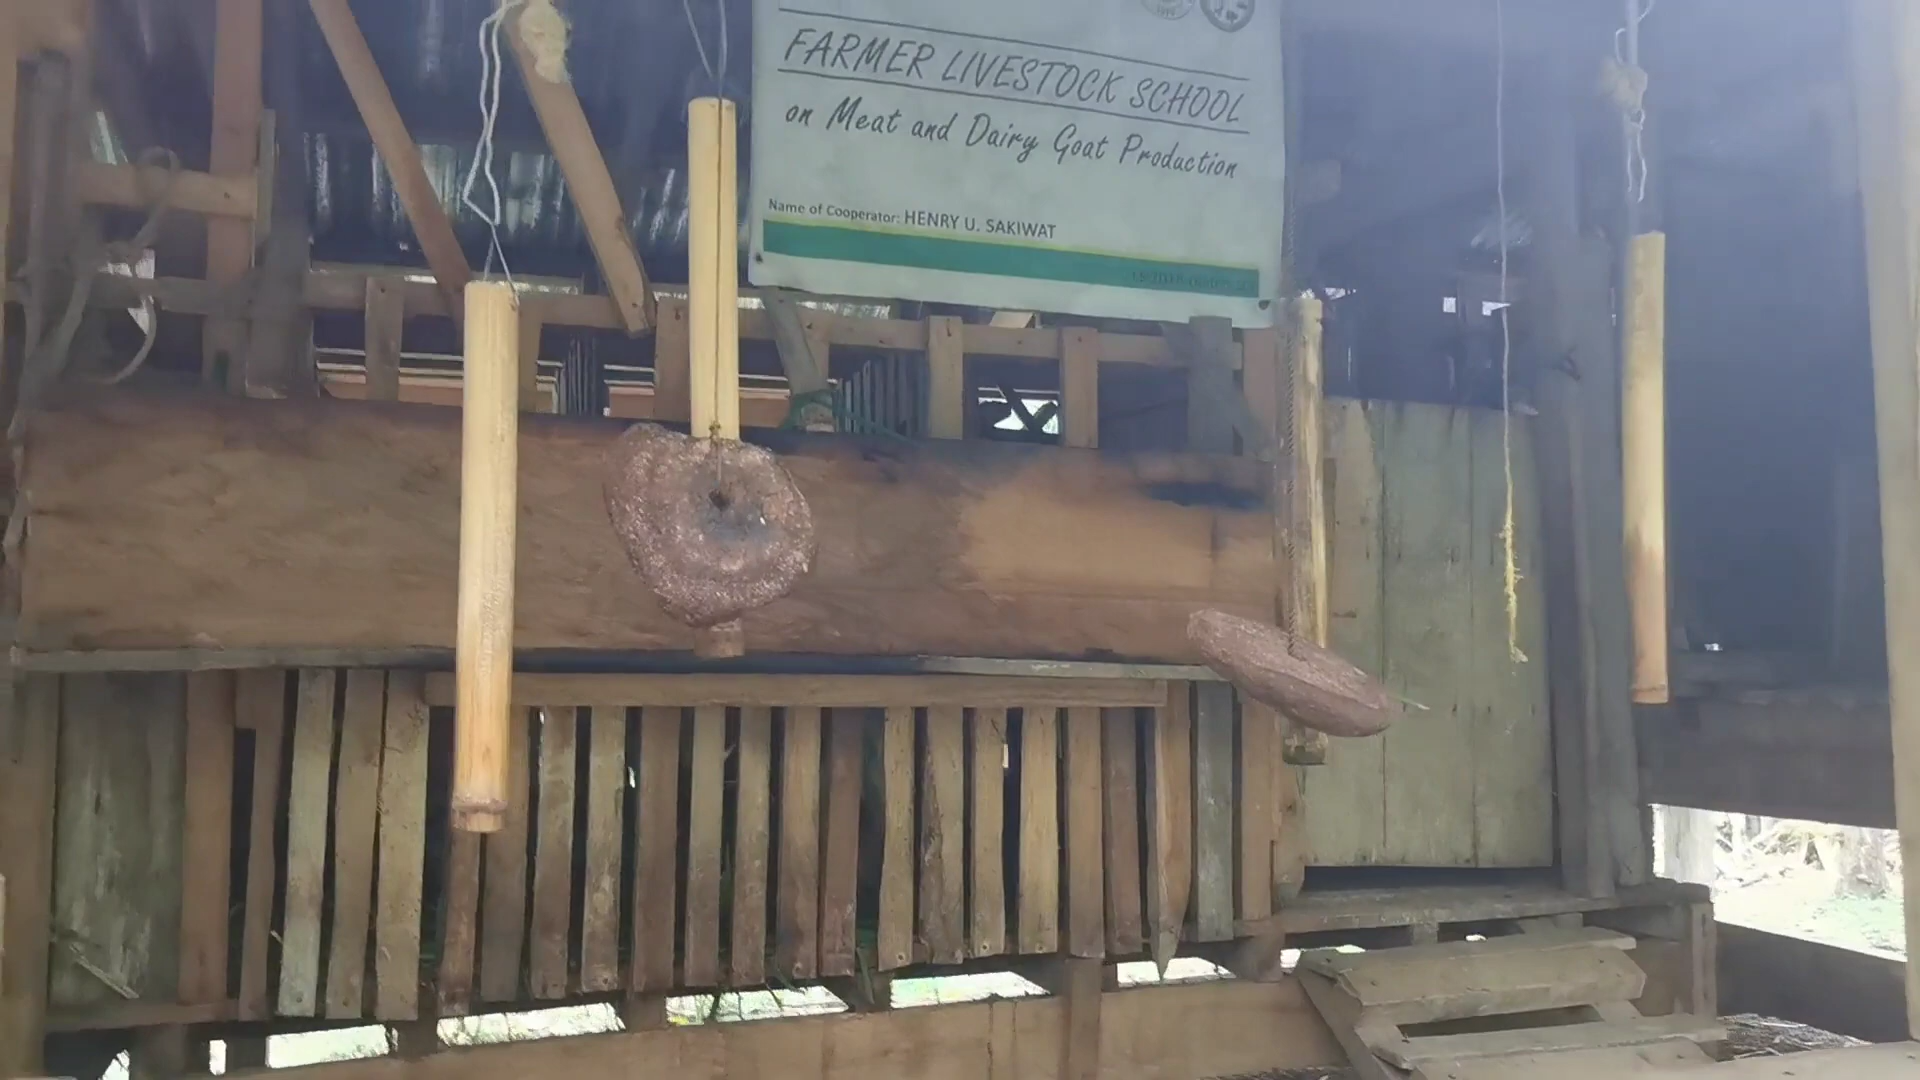 FARMER LIVESTOCK SCHOOL
on Meat and Dairy Goat Production
Name of Cooperator: HENRY U. SAKIWAT